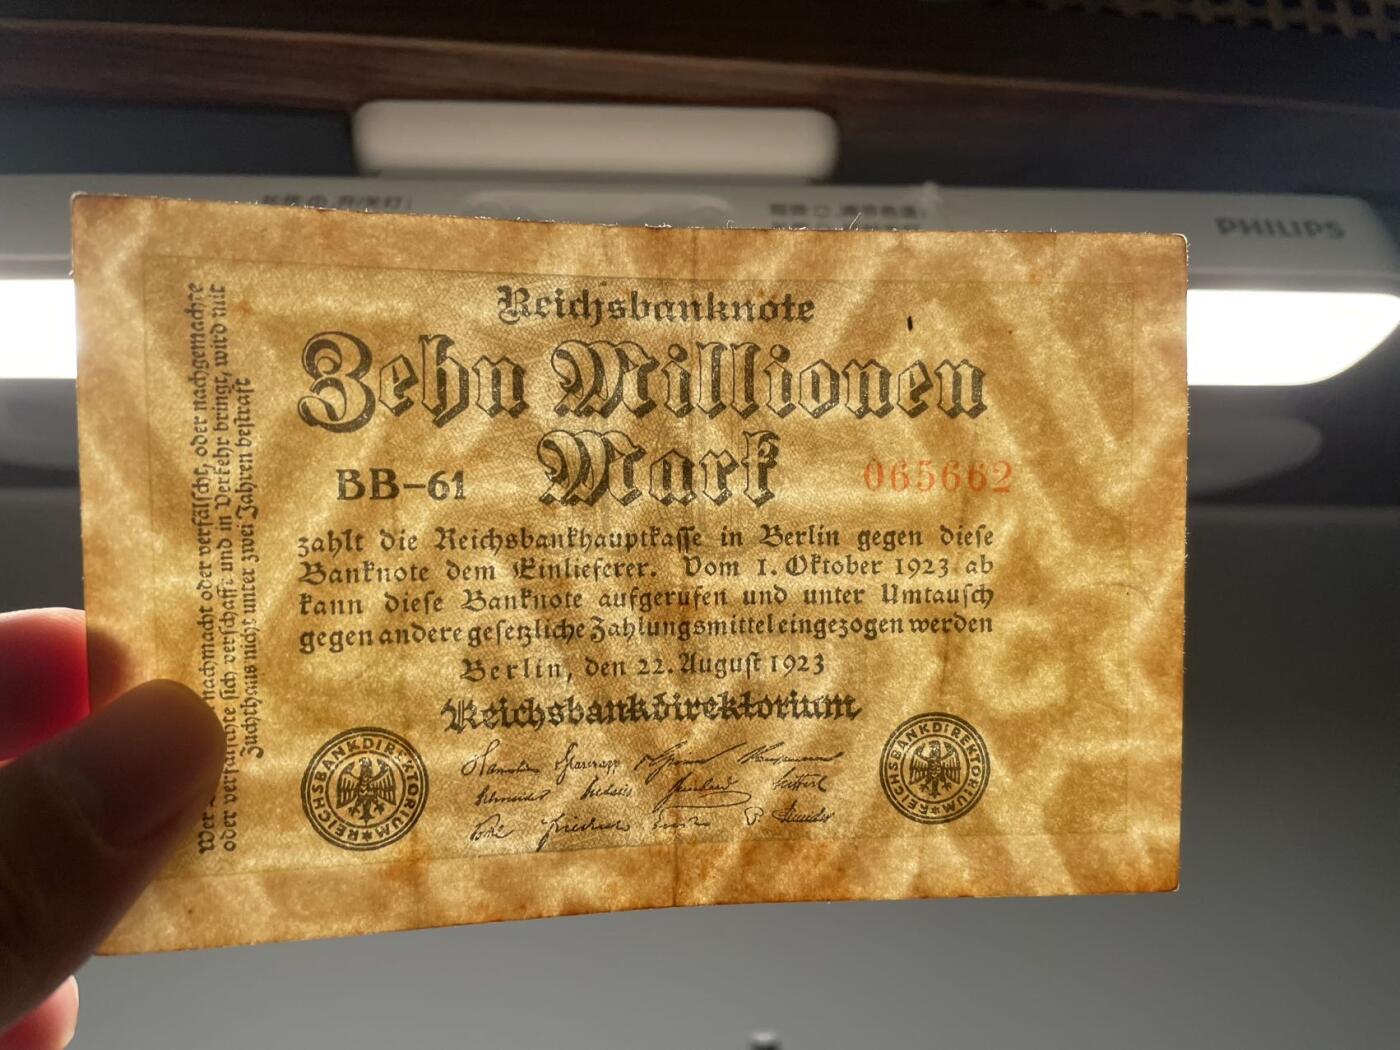 PHILIPS
Reichsbanknote
Zehn Millionen
Mark
BB-61
065662
zahlt die Reichsbankhauptkasse in Berlin gegen diese
Banknote dem Einlieferer. Vom 1. Oktober 1923 ab
kann diese Banknote aufgerufen und unter Umtausch
gegen andere gesetzliche Zahlungsmittel eingezogen werden
Berlin, den 22. August 1923
Reichsbankdirektorium
REICHSBANKDIREKTORIUM
REICHSBANKDIREKTORIUM
Wer nachmacht oder verfälscht, oder nachgemachte
oder verfälschte sich verschafft und in Verkehr bringt, wird mit
Zuchthaus nicht unter zwei Jahren bestraft